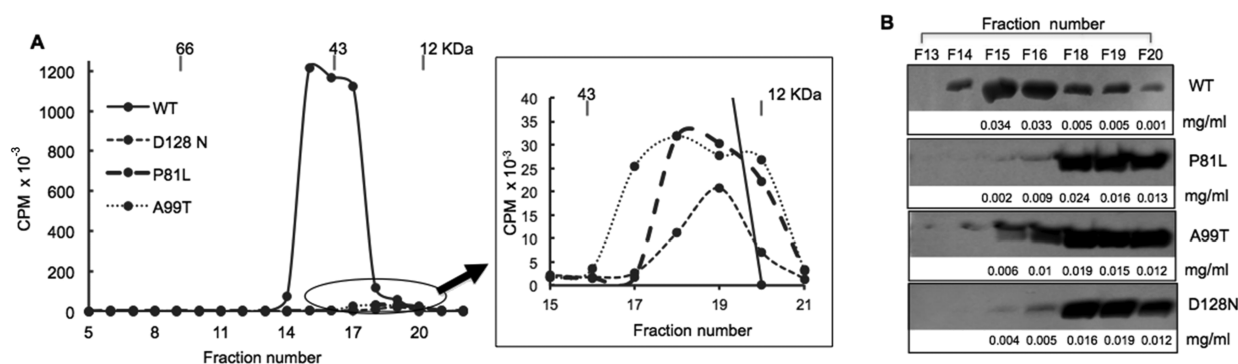 A
66
43
12 KDa
1200
1000
800
600
400
200
0
CPM x 10-3
WT
D128 N
P81L
A99T
5
8
11
14
17
20
Fraction number
43
12 KDa
40
35
30
25
20
15
10
5
0
CPM x 10-3
15
17
19
21
Fraction number
B
Fraction number
F13 F14 F15 F16 F18 F19 F20
WT
0.034 0.033 0.005 0.005 0.001 mg/ml
P81L
0.002 0.009 0.024 0.016 0.013 mg/ml
A99T
0.006 0.01 0.019 0.015 0.012 mg/ml
D128N
0.004 0.005 0.016 0.019 0.012 mg/ml